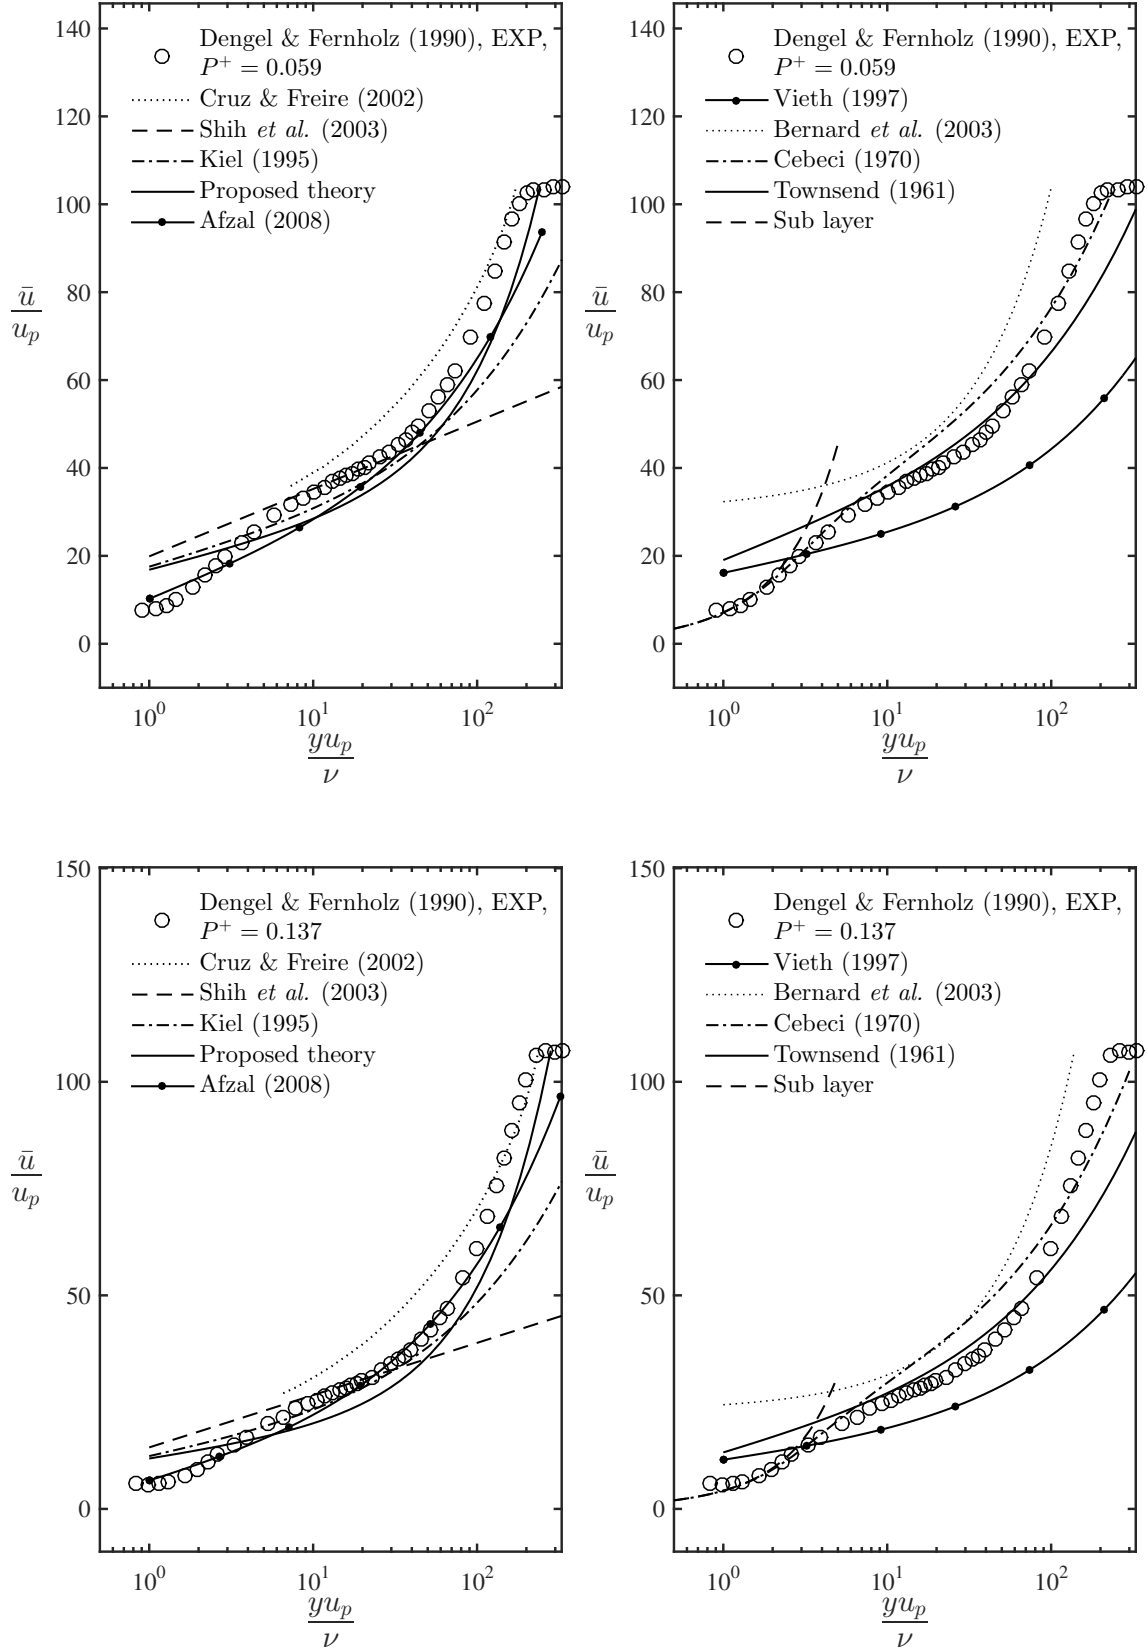 140
120
100
80
60
40
20
0
ū
u_p
Dengel & Fernholz (1990), EXP,
P⁺ = 0.059
Cruz & Freire (2002)
Shih et al. (2003)
Kiel (1995)
Proposed theory
Afzal (2008)
10⁰ 10¹ 10²
yu_p
ν
140
120
100
80
60
40
20
0
ū
u_p
Dengel & Fernholz (1990), EXP,
P⁺ = 0.059
Vieth (1997)
Bernard et al. (2003)
Cebeci (1970)
Townsend (1961)
Sub layer
10⁰ 10¹ 10²
yu_p
ν
150
100
50
0
ū
u_p
Dengel & Fernholz (1990), EXP,
P⁺ = 0.137
Cruz & Freire (2002)
Shih et al. (2003)
Kiel (1995)
Proposed theory
Afzal (2008)
10⁰ 10¹ 10²
yu_p
ν
150
100
50
0
ū
u_p
Dengel & Fernholz (1990), EXP,
P⁺ = 0.137
Vieth (1997)
Bernard et al. (2003)
Cebeci (1970)
Townsend (1961)
Sub layer
10⁰ 10¹ 10²
yu_p
ν